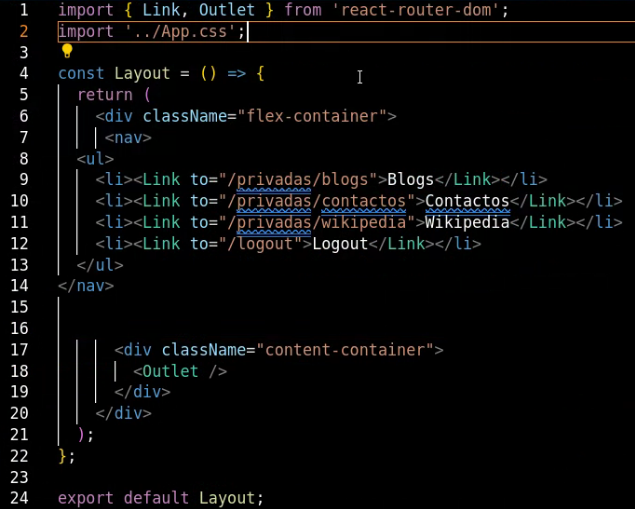 1 import { Link, Outlet } from 'react-router-dom';
2 import '../App.css';
3
4 const Layout = () => {
5 return (
6 <div className="flex-container">
7 <nav>
8 <ul>
9 <li><Link to="/privadas/blogs">Blogs</Link></li>
10 <li><Link to="/privadas/contactos">Contactos</Link></li>
11 <li><Link to="/privadas/wikipedia">Wikipedia</Link></li>
12 <li><Link to="/logout">Logout</Link></li>
13 </ul>
14 </nav>
15
16
17 <div className="content-container">
18 <Outlet />
19 </div>
20 </div>
21 );
22 };
23
24 export default Layout;